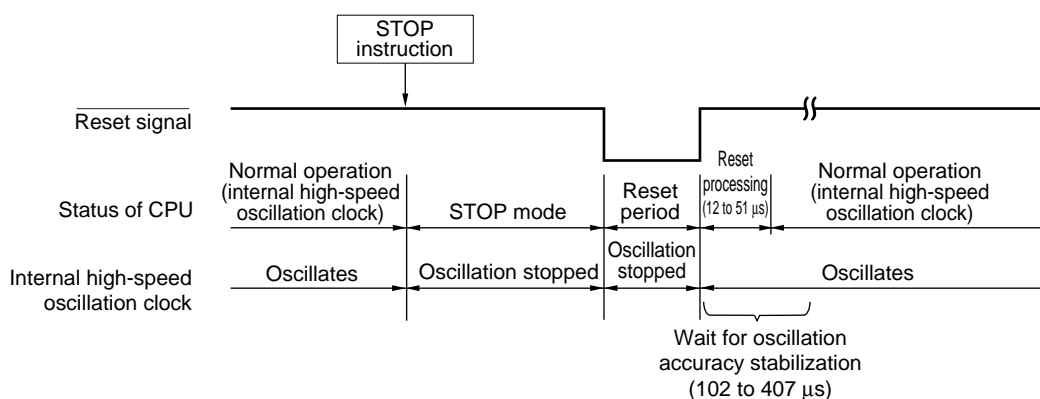 STOP
instruction
Reset signal
Status of CPU
Normal operation
(internal high-speed
oscillation clock)
STOP mode
Reset
period
Reset
processing
(12 to 51 μs)
Normal operation
(internal high-speed
oscillation clock)
Internal high-speed
oscillation clock
Oscillates
Oscillation stopped
Oscillation
stopped
Oscillates
Wait for oscillation
accuracy stabilization
(102 to 407 μs)